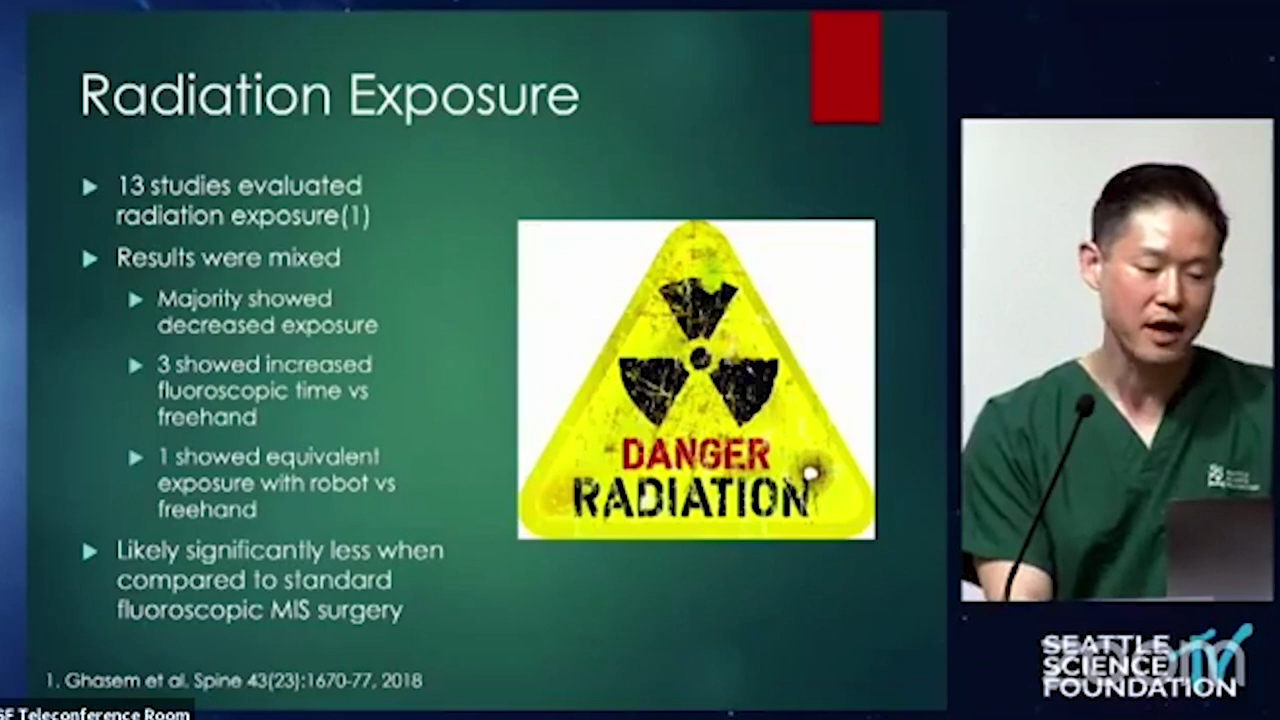 Radiation Exposure
13 studies evaluated
radiation exposure(1)
Results were mixed
Majority showed
decreased exposure
3 showed increased
fluoroscopic time vs
freehand
1 showed equivalent
exposure with robot vs
freehand
Likely significantly less when
compared to standard
fluoroscopic MIS surgery
DANGER
RADIATION
1. Ghasem et al. Spine 43(23):1670-77, 2018
SEATTLE
SCIENCE
FOUNDATION
SF Teleconference Room